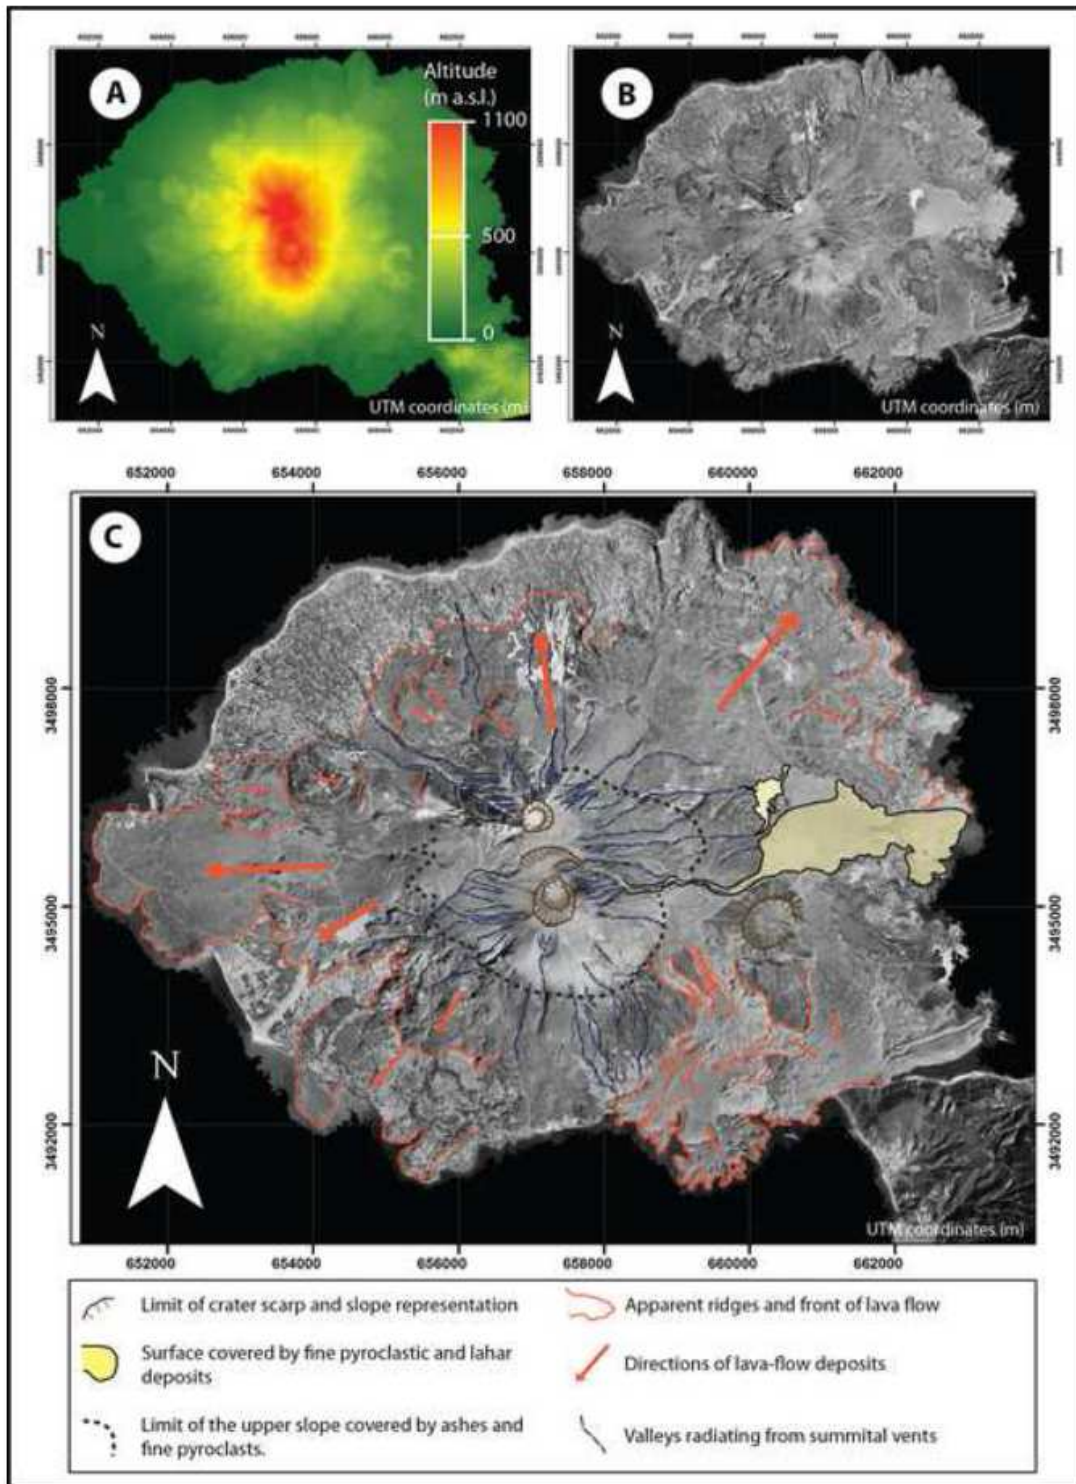 A
Altitude
(m a.s.l.)
1100
500
0
N
UTM coordinates (m)
B
N
UTM coordinates (m)
652000 654000 656000 658000 660000 662000
C
3498000
3498000
3495000
3495000
3492000
3492000
N
UTM coordinates (m)
652000 654000 656000 658000 660000 662000
Limit of crater scarp and slope representation
Surface covered by fine pyroclastic and lahar
deposits
Limit of the upper slope covered by ashes and
fine pyroclasts.
Apparent ridges and front of lava flow
Directions of lava-flow deposits
Valleys radiating from summital vents